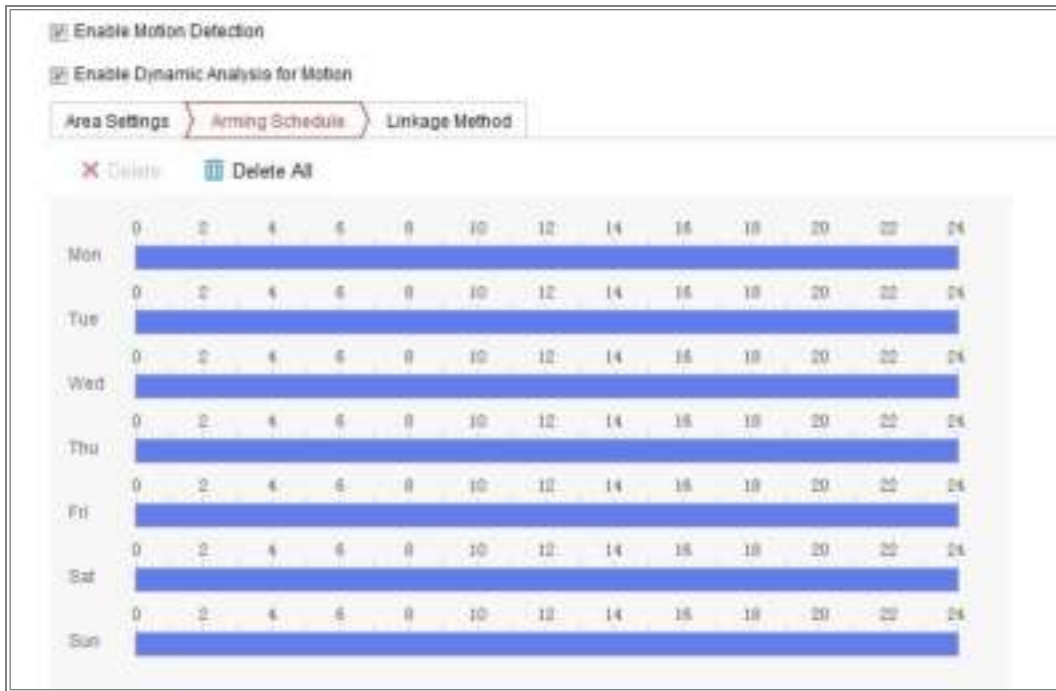 Enable Motion Detection
Enable Dynamic Analysis for Motion
Area Settings Arming Schedule Linkage Method
Delete Delete All
0 2 4 6 8 10 12 14 16 18 20 22 24
Mon
0 2 4 6 8 10 12 14 16 18 20 22 24
Tue
0 2 4 6 8 10 12 14 16 18 20 22 24
Wed
0 2 4 6 8 10 12 14 16 18 20 22 24
Thu
0 2 4 6 8 10 12 14 16 18 20 22 24
Fri
0 2 4 6 8 10 12 14 16 18 20 22 24
Sat
0 2 4 6 8 10 12 14 16 18 20 22 24
Sun